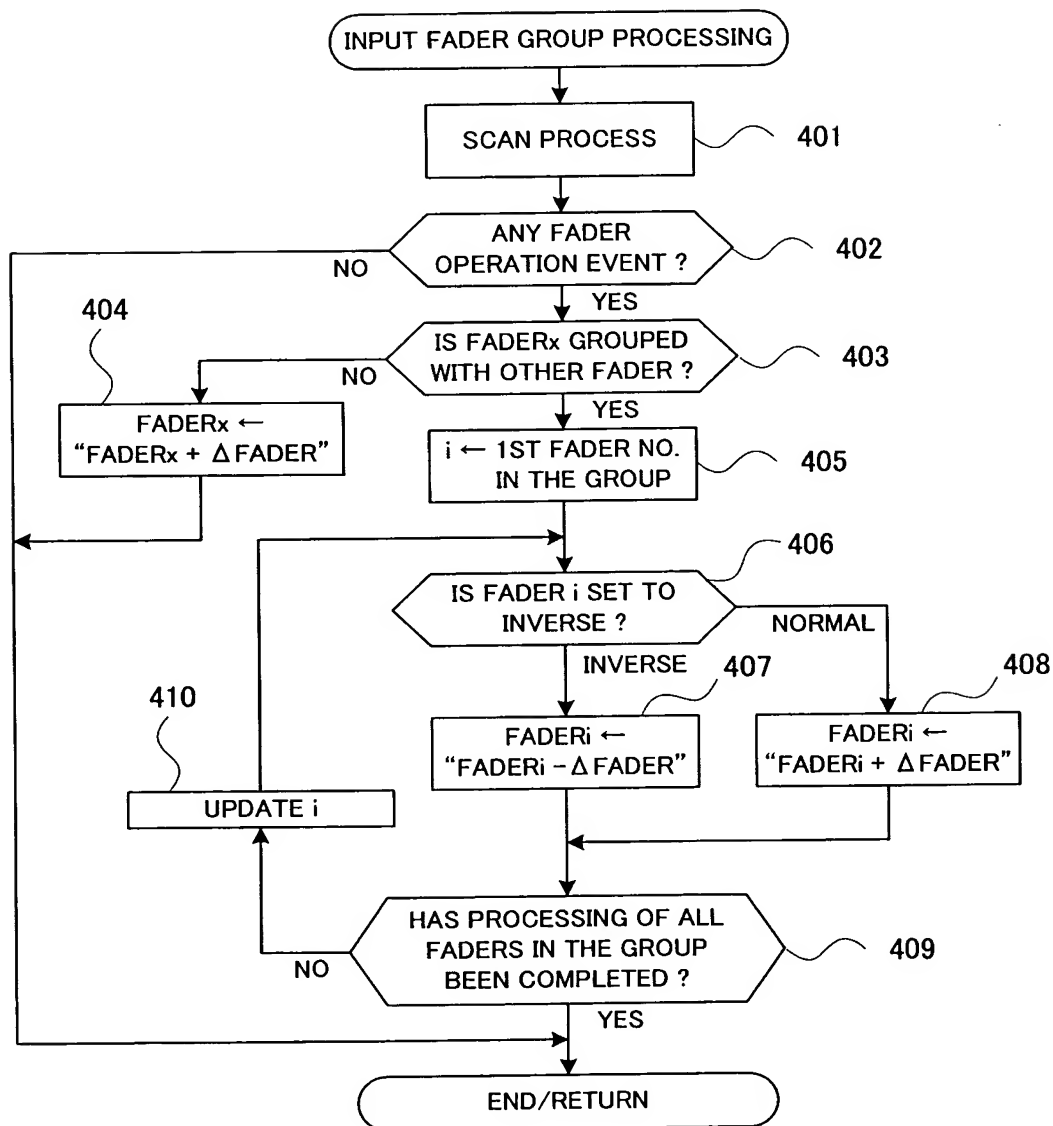 INPUT FADER GROUP PROCESSING
SCAN PROCESS
401
ANY FADER
OPERATION EVENT ?
402
NO
YES
404
IS FADERx GROUPED
WITH OTHER FADER ?
403
NO
YES
FADERx ←
“FADERx + Δ FADER”
i ← 1ST FADER NO.
IN THE GROUP
405
406
IS FADER i SET TO
INVERSE ?
NORMAL
INVERSE
407
408
410
FADERi ←
“FADERi − Δ FADER”
FADERi ←
“FADERi + Δ FADER”
UPDATE i
HAS PROCESSING OF ALL
FADERS IN THE GROUP
BEEN COMPLETED ?
409
NO
YES
END/RETURN